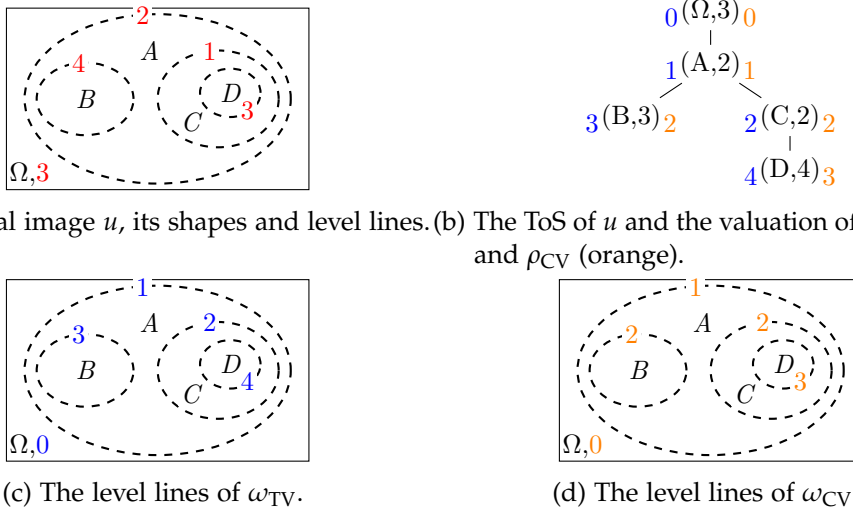 2
A
1
4
B
D
3
C
Ω,3
0(Ω,3)0
1(A,2)1
3(B,3)2
2(C,2)2
4(D,4)3
al image u, its shapes and level lines.
(b) The ToS of u and the valuation of
and ρCV (orange).
1
A
2
3
B
D
4
C
Ω,0
1
A
2
2
B
D
3
C
Ω,0
(c) The level lines of ωTV.
(d) The level lines of ωCV